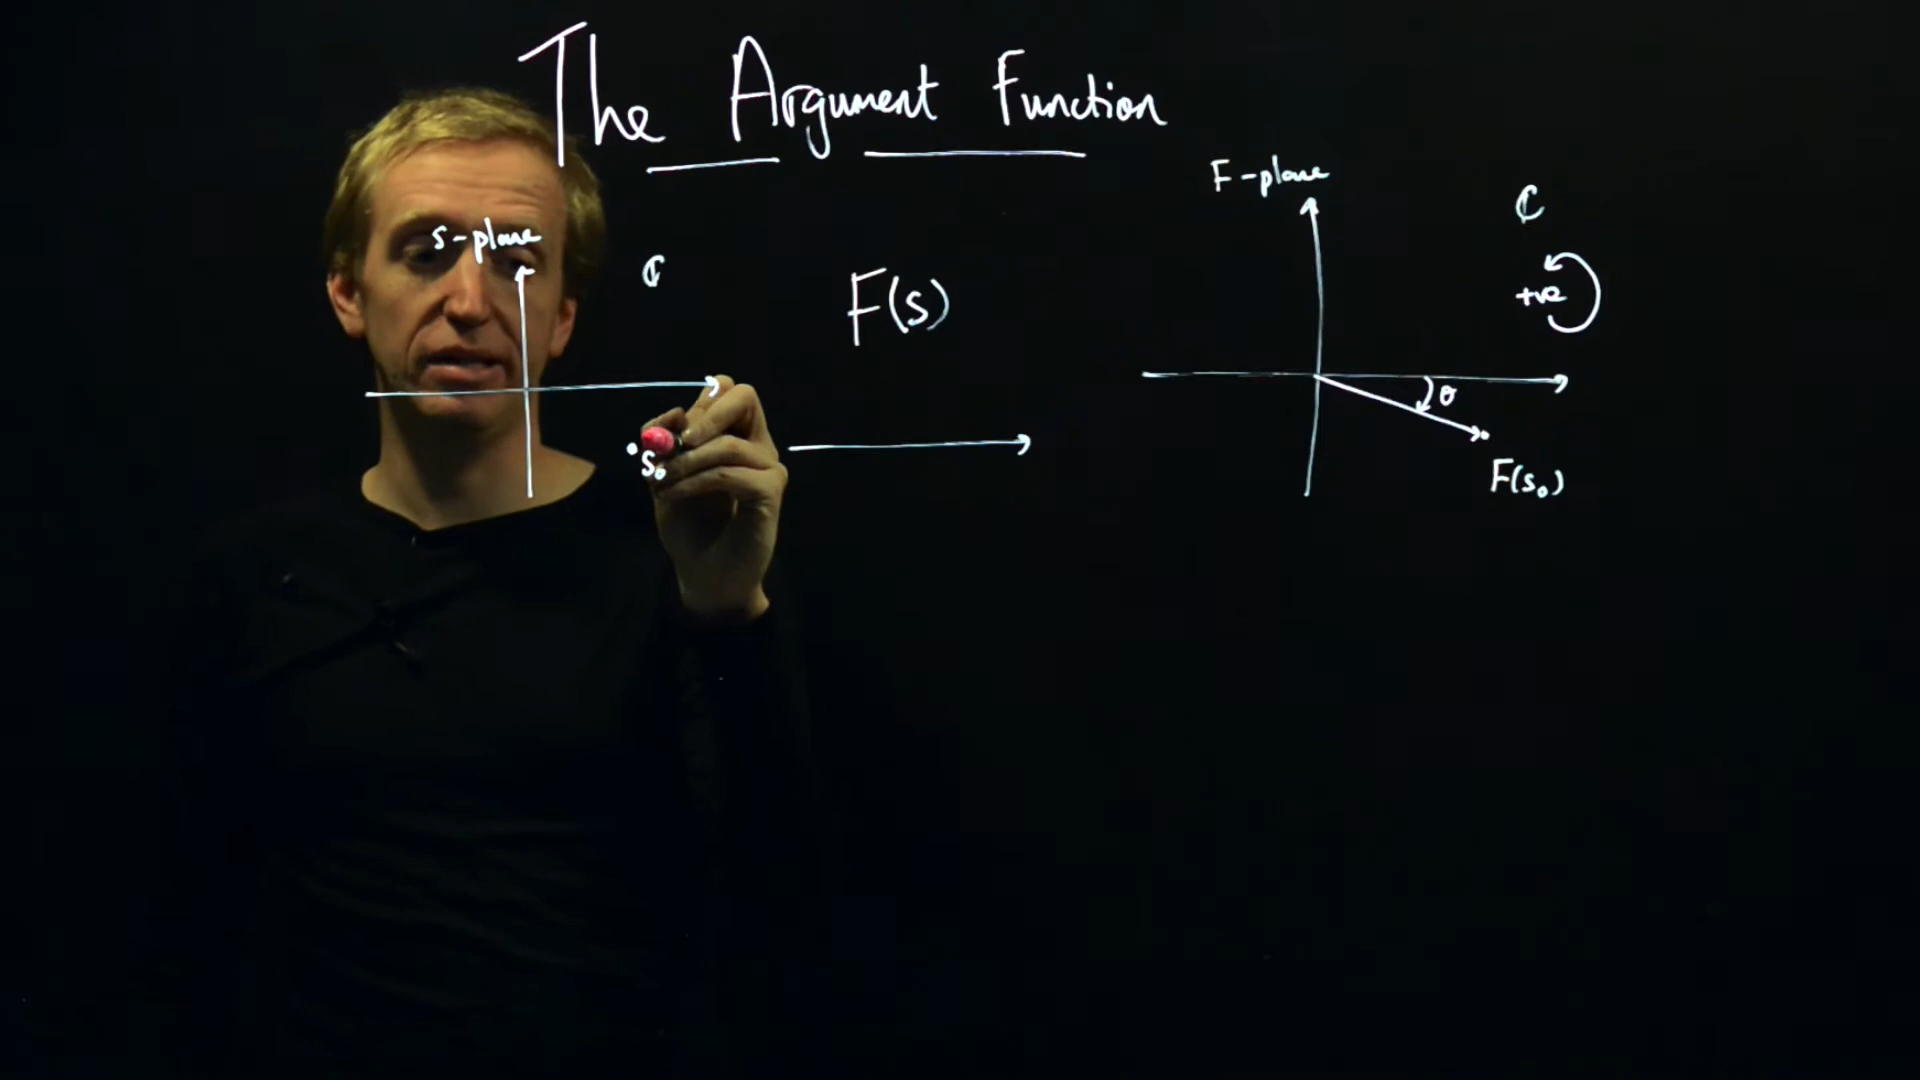 The Argument Function
s-plane
ℂ
F(s)
s₀
F-plane
ℂ
+ve
θ
F(s₀)